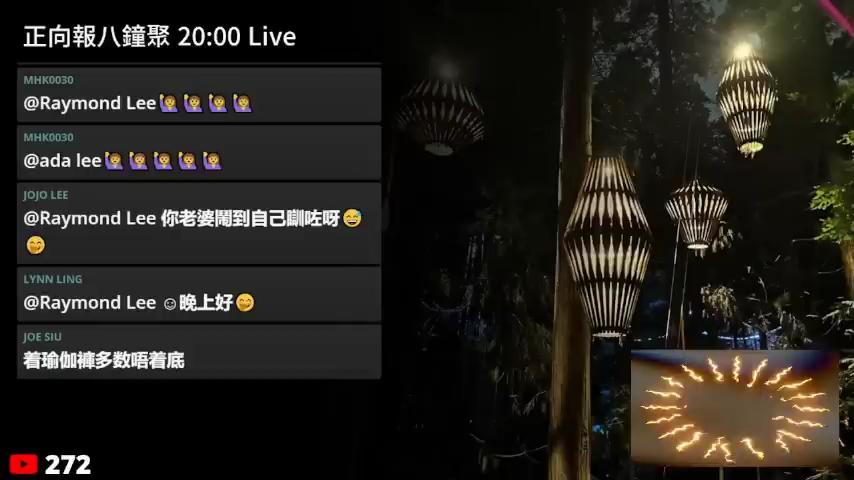 正向報八鐘聚 20:00 Live
MHK0030
@Raymond Lee🙋‍♀️🙋‍♀️🙋‍♀️🙋‍♀️
MHK0030
@ada lee🙋‍♀️🙋‍♀️🙋‍♀️🙋‍♀️🙋‍♀️
JOJO LEE
@Raymond Lee 你老婆鬧到自己瞓咗呀😅
🤭
LYNN LING
@Raymond Lee ☺晚上好🤭
JOE SIU
着瑜伽褲多数唔着底
272